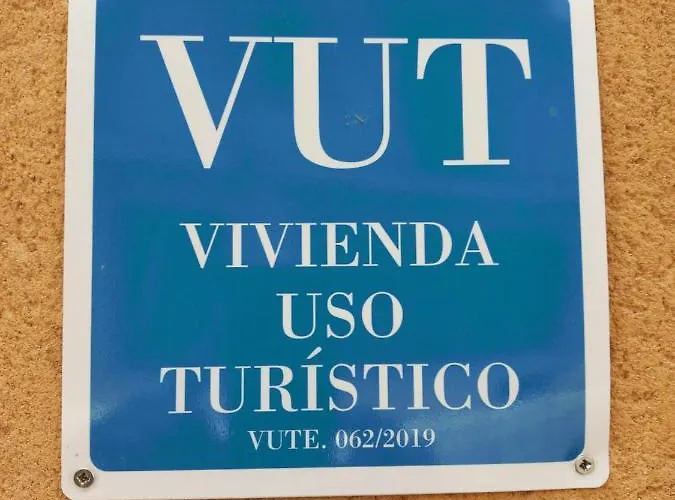 VUT
VIVIENDA
USO
TURÍSTICO
VUTE. 062/2019